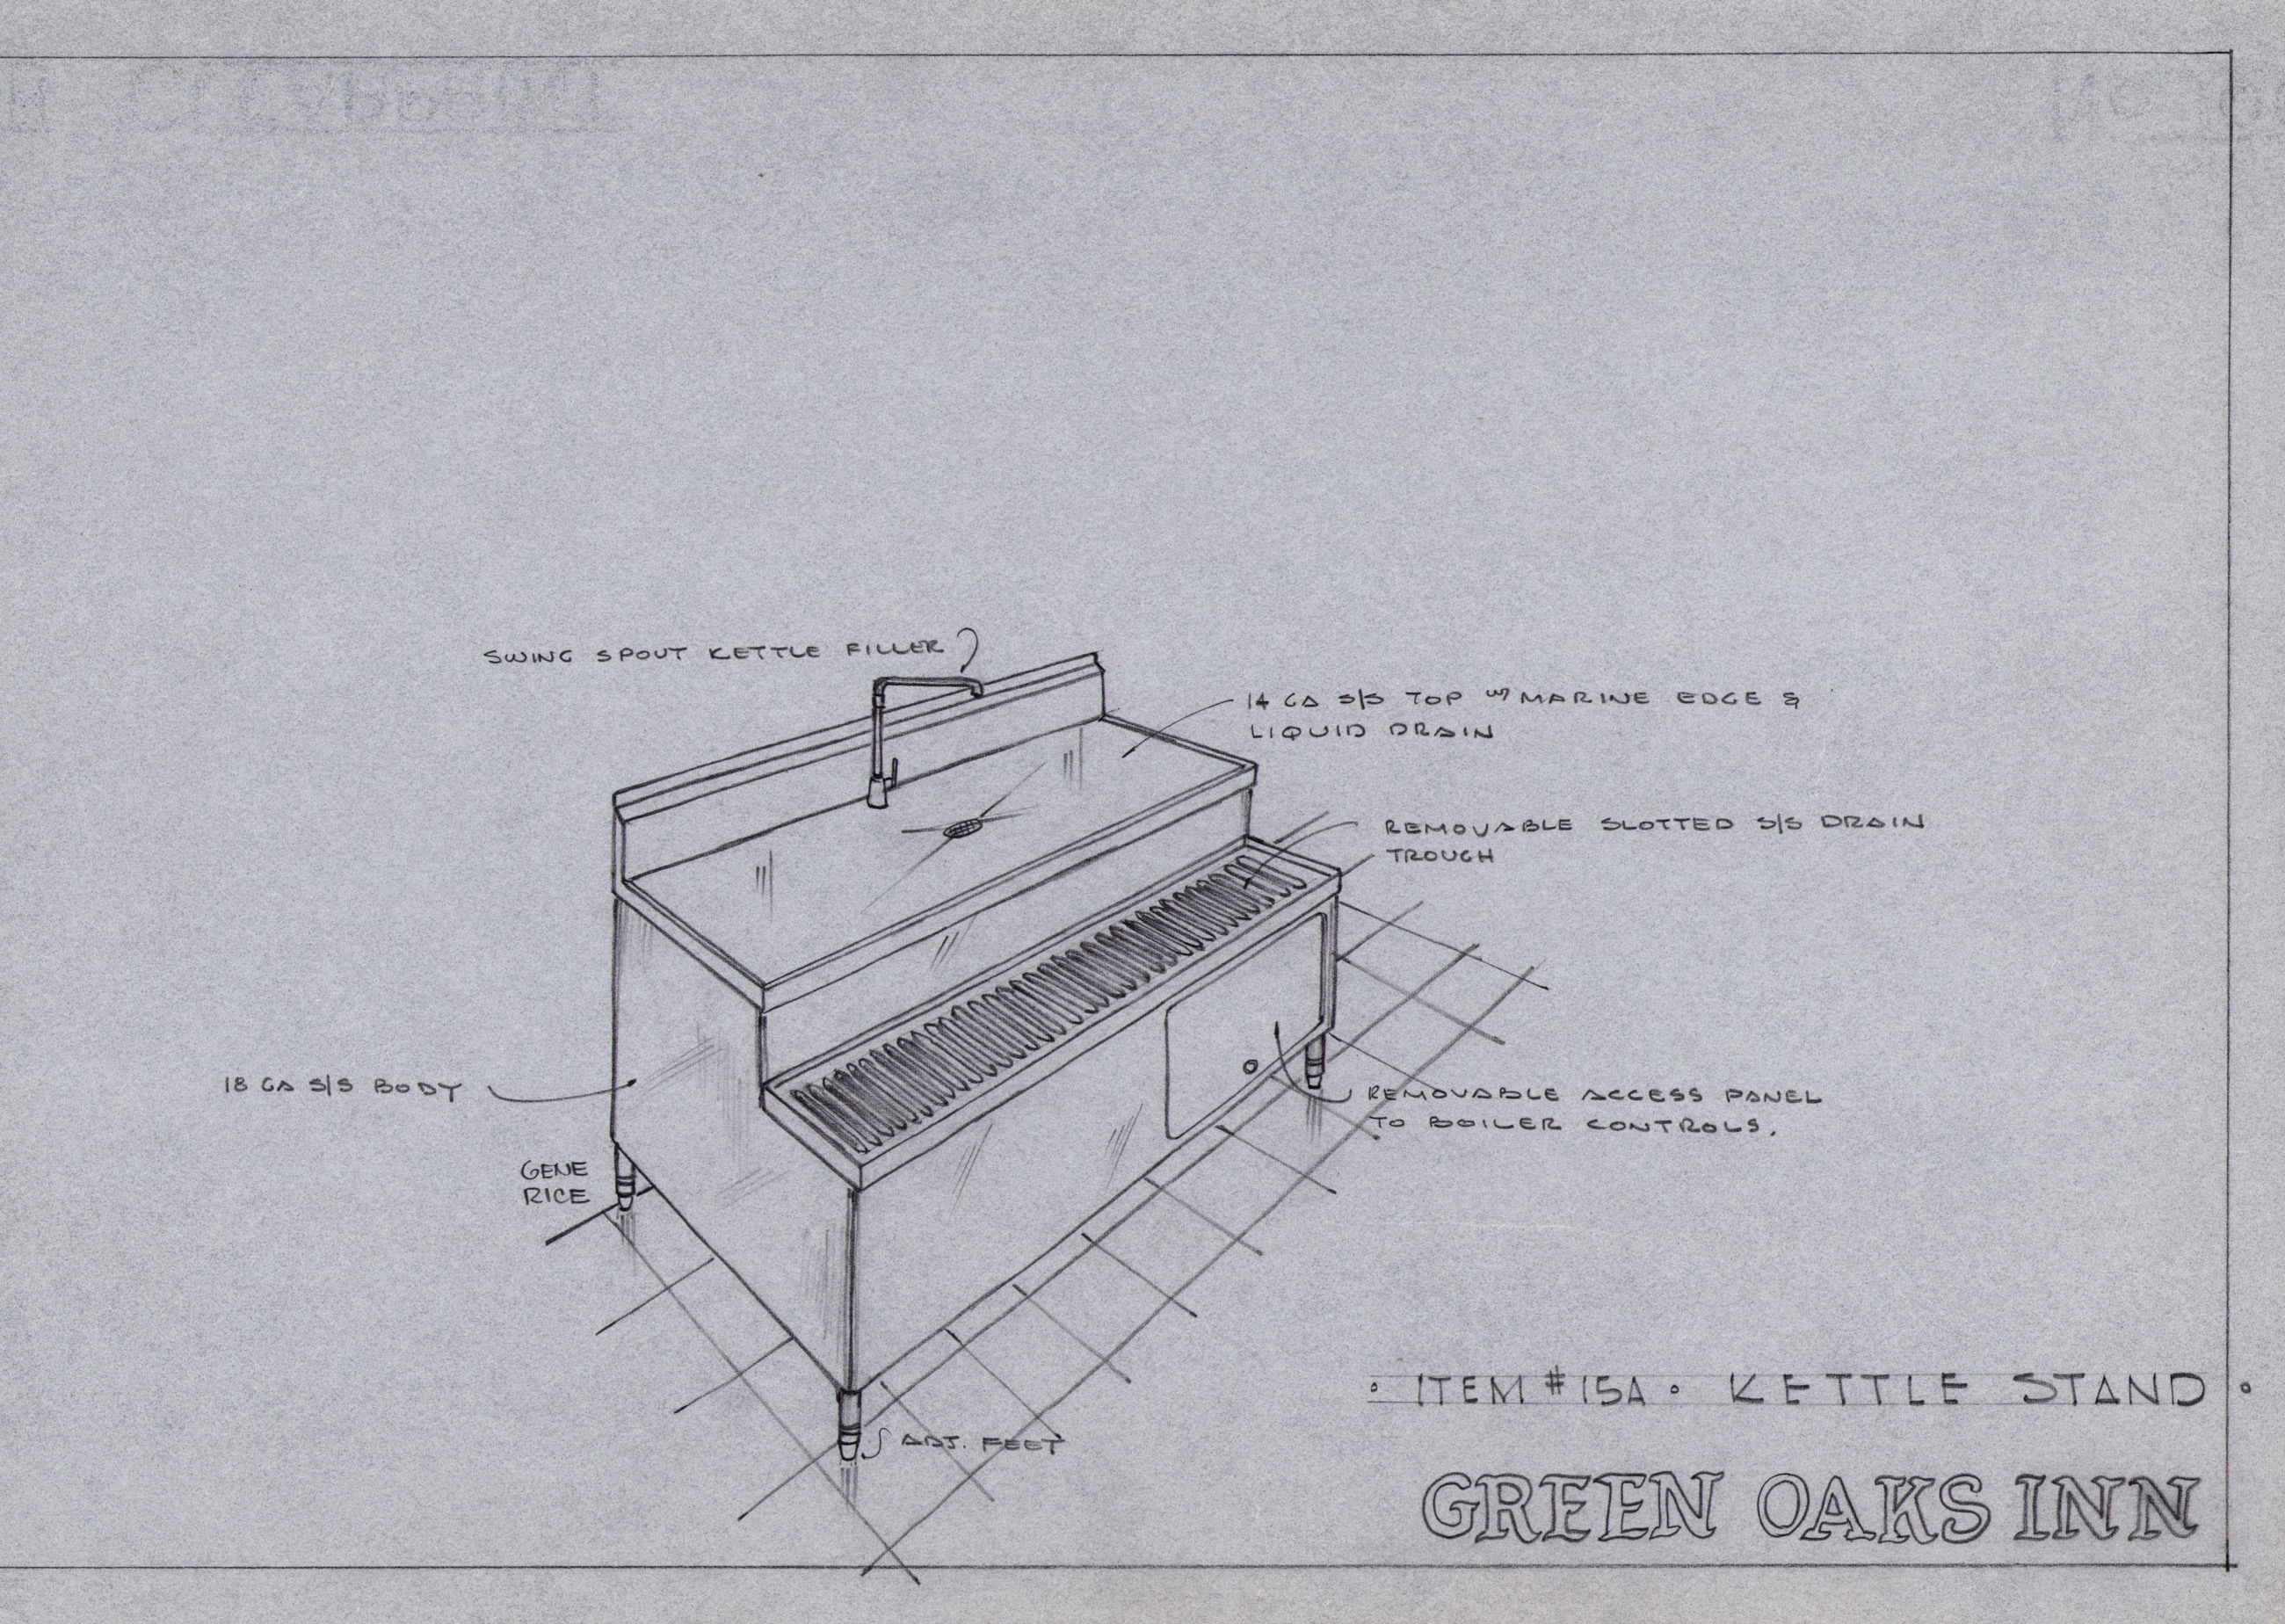 SWING SPOUT KETTLE FILLER
14 GA S/S TOP W/ MARINE EDGE &
LIQUID DRAIN
REMOVABLE SLOTTED S/S DRAIN
TROUGH
18 GA S/S BODY
REMOVABLE ACCESS PANEL
TO BOILER CONTROLS.
GENE
RICE
ADJ. FEET
• ITEM #15A • KETTLE STAND •
GREEN OAKS INN